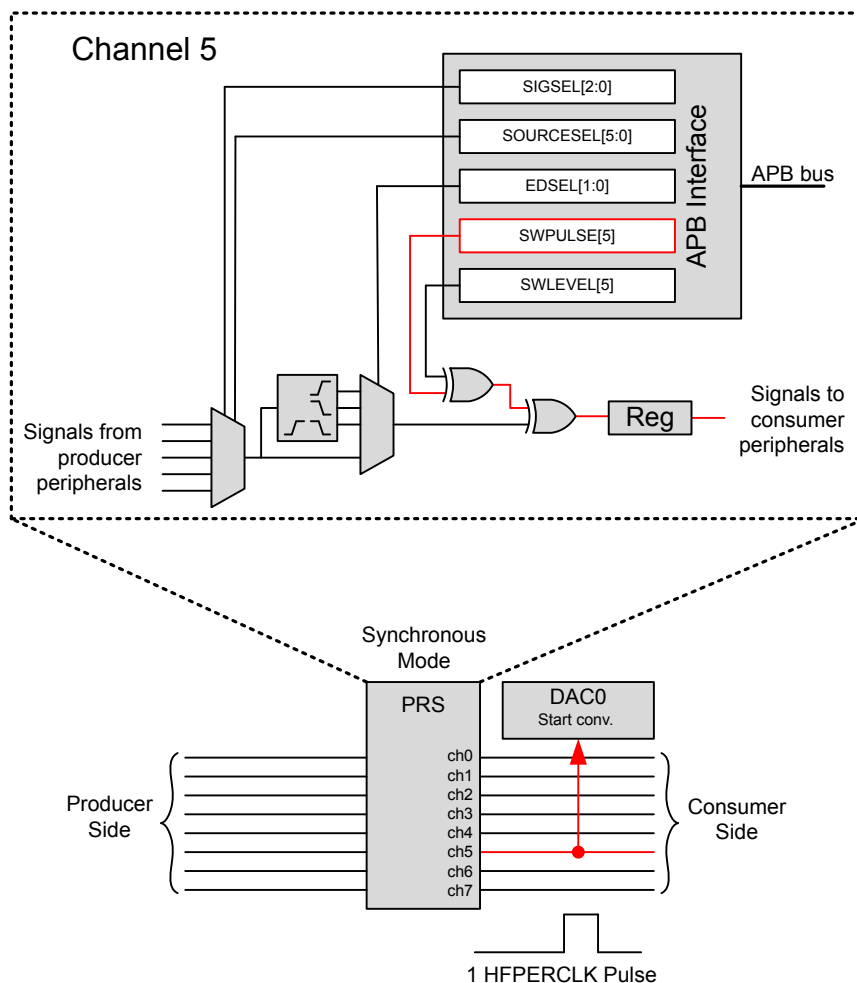 Channel 5
SIGSEL[2:0]
SOURCESEL[5:0]
EDSEL[1:0]
SWPULSE[5]
SWLEVEL[5]
APB Interface
APB bus
Signals from
producer
peripherals
Reg
Signals to
consumer
peripherals
Synchronous
Mode
PRS
DAC0
Start conv.
ch0
ch1
ch2
ch3
ch4
ch5
ch6
ch7
Producer
Side
Consumer
Side
1 HFPERCLK Pulse